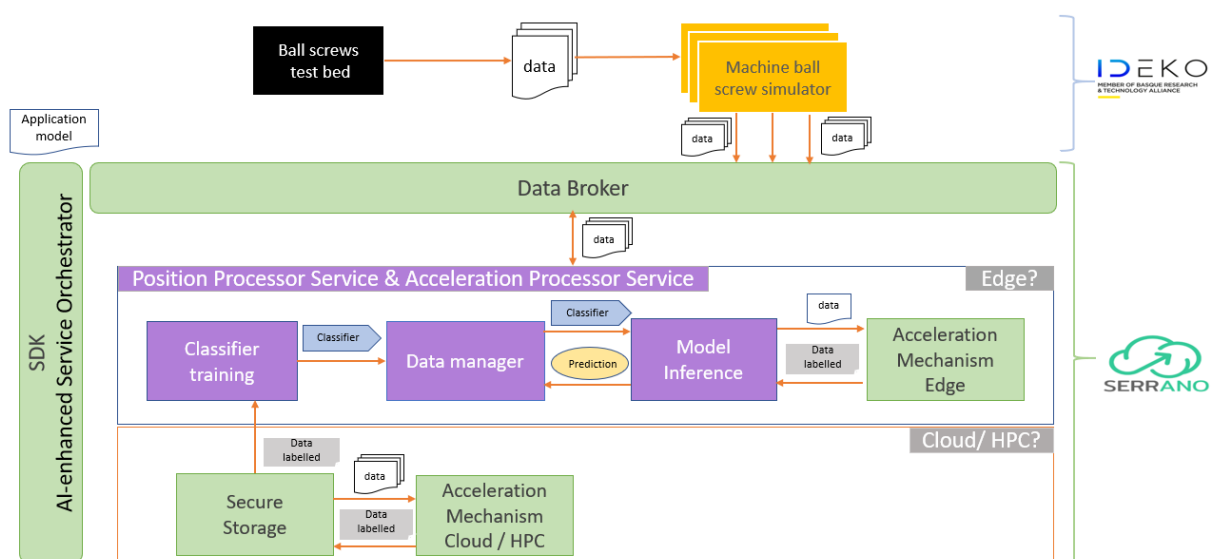 Ball screws
test bed
data
Machine ball
screw simulator
IDEKO
MEMBER OF BASQUE RESEARCH
& TECHNOLOGY ALLIANCE
Application
model
data
data
Data Broker
SDK
AI-enhanced Service Orchestrator
data
Position Processor Service & Acceleration Processor Service
Edge?
Classifier
training
Classifier
Data manager
Classifier
Prediction
Model
Inference
data
Data
labelled
Acceleration
Mechanism
Edge
SERRANO
Cloud/ HPC?
Data
labelled
Secure
Storage
data
Data
labelled
Acceleration
Mechanism
Cloud / HPC